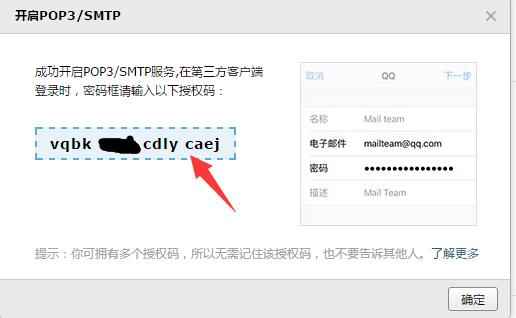 开启POP3/SMTP
成功开启POP3/SMTP服务,在第三方客户端
登录时，密码框请输入以下授权码：
vqbk cdly caej
取消 QQ 下一步
名称 Mail team
电子邮件 mailteam@qq.com
密码 ●●●●●●●●●●●●●●●
描述 Mail Team
提示：你可拥有多个授权码，所以无需记住该授权码，也不要告诉其他人。了解更多
确定